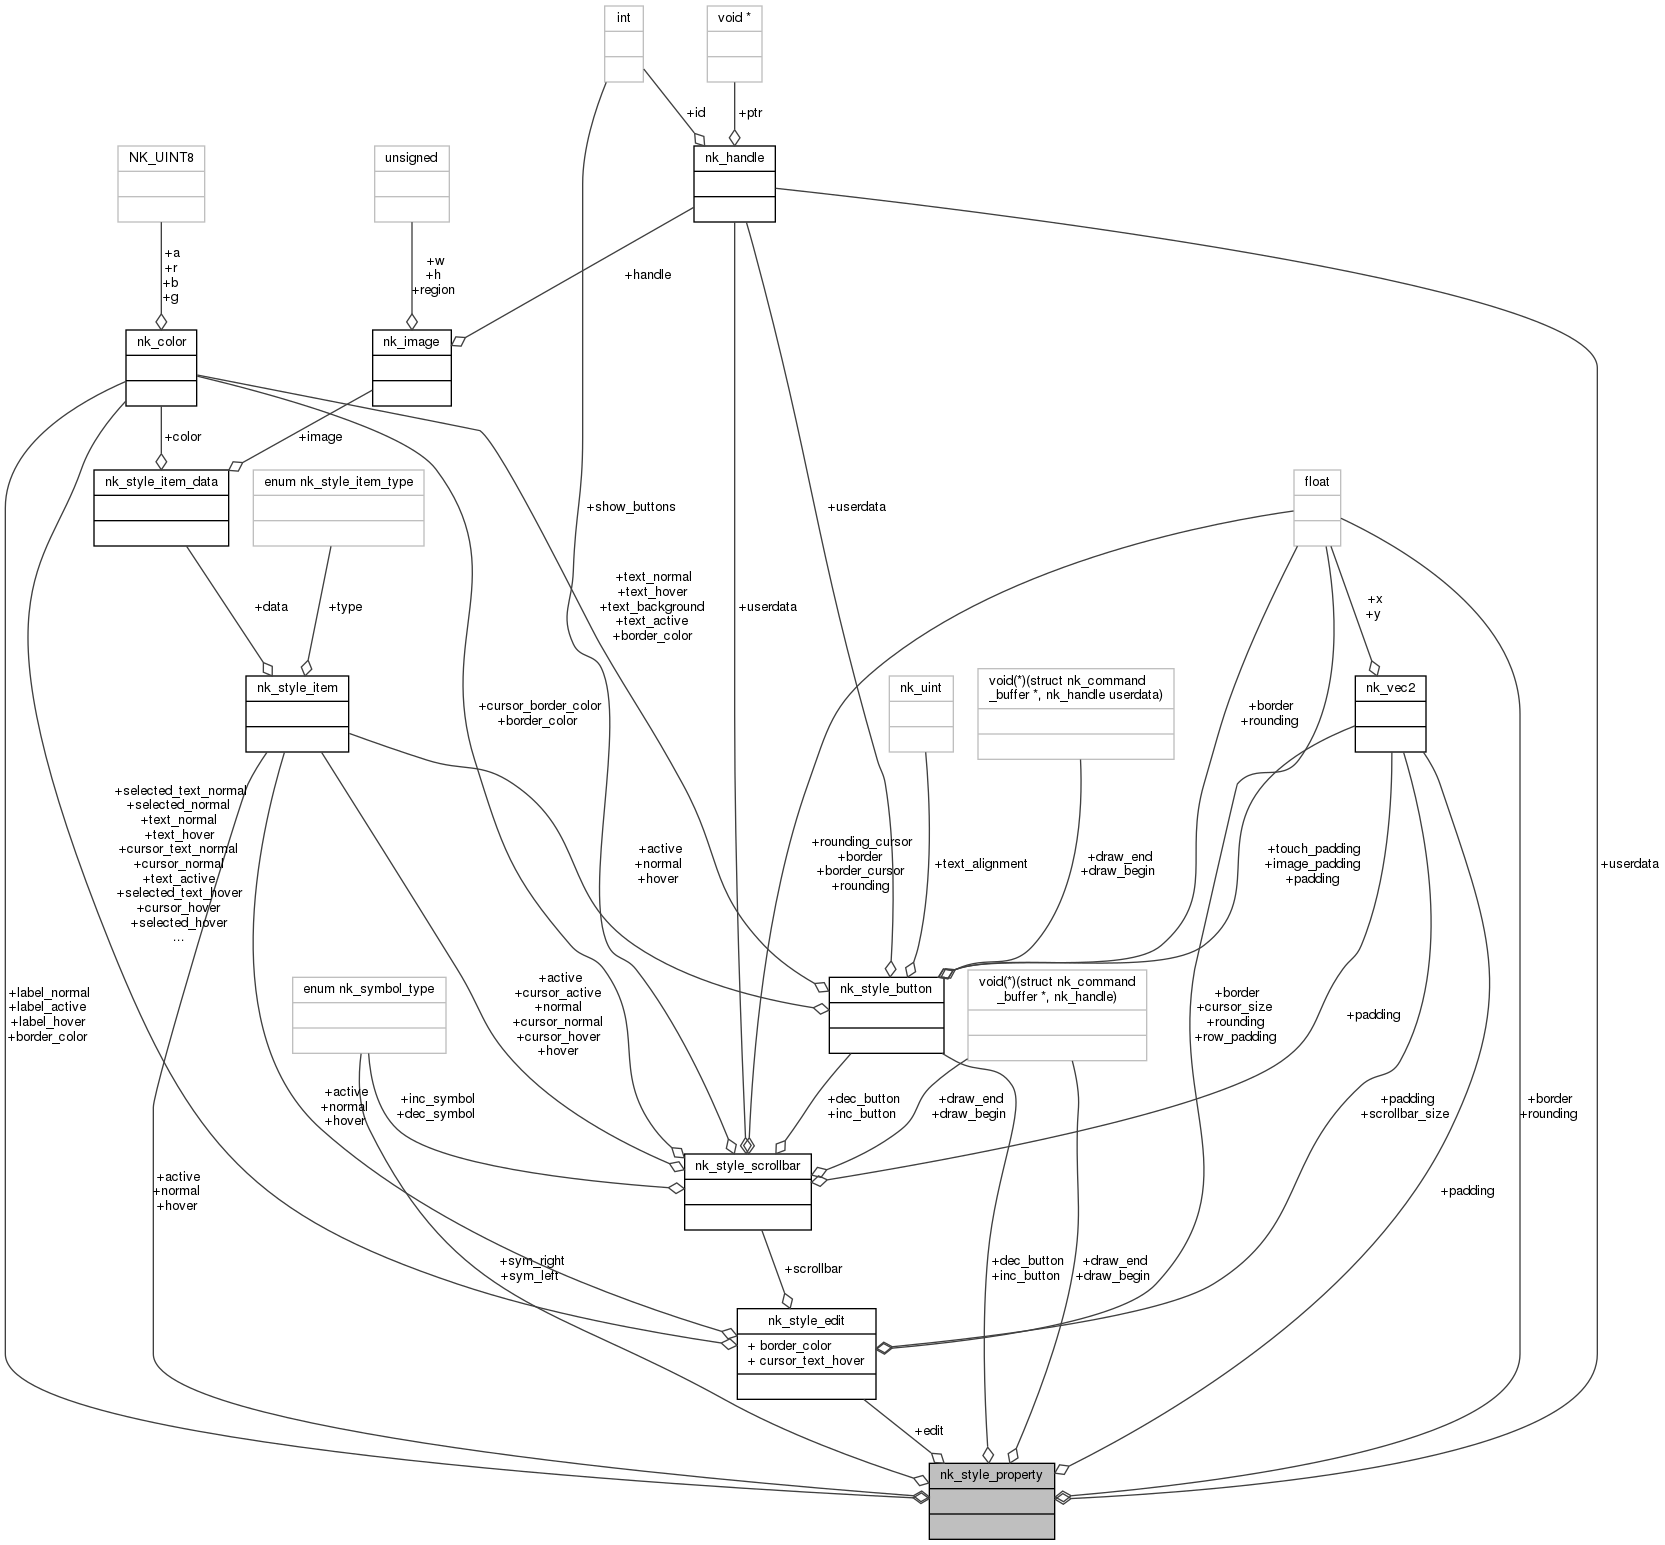 int
void *
+id
+ptr
NK_UINT8
unsigned
nk_handle
+a
+r
+b
+g
+w
+h
+region
+handle
nk_color
nk_image
+color
+image
nk_style_item_data
enum nk_style_item_type
float
+show_buttons
+userdata
+data
+type
+text_normal
+text_hover
+text_background
+text_active
+border_color
+userdata
+x
+y
nk_style_item
nk_uint
void(*)(struct nk_command
_buffer *, nk_handle userdata)
nk_vec2
+cursor_border_color
+border_color
+border
+rounding
+selected_text_normal
+selected_normal
+text_normal
+text_hover
+cursor_text_normal
+cursor_normal
+text_active
+selected_text_hover
+cursor_hover
+selected_hover
...
+active
+normal
+hover
+rounding_cursor
+border
+border_cursor
+rounding
+text_alignment
+draw_end
+draw_begin
+touch_padding
+image_padding
+padding
+userdata
+label_normal
+label_active
+label_hover
+border_color
enum nk_symbol_type
+active
+cursor_active
+normal
+cursor_normal
+cursor_hover
+hover
nk_style_button
void(*)(struct nk_command
_buffer *, nk_handle)
+border
+cursor_size
+rounding
+row_padding
+padding
+active
+normal
+hover
+inc_symbol
+dec_symbol
+dec_button
+inc_button
+draw_end
+draw_begin
+padding
+scrollbar_size
+border
+rounding
+active
+normal
+hover
nk_style_scrollbar
+padding
+sym_right
+sym_left
+scrollbar
+dec_button
+inc_button
+draw_end
+draw_begin
nk_style_edit
+ border_color
+ cursor_text_hover
+edit
nk_style_property